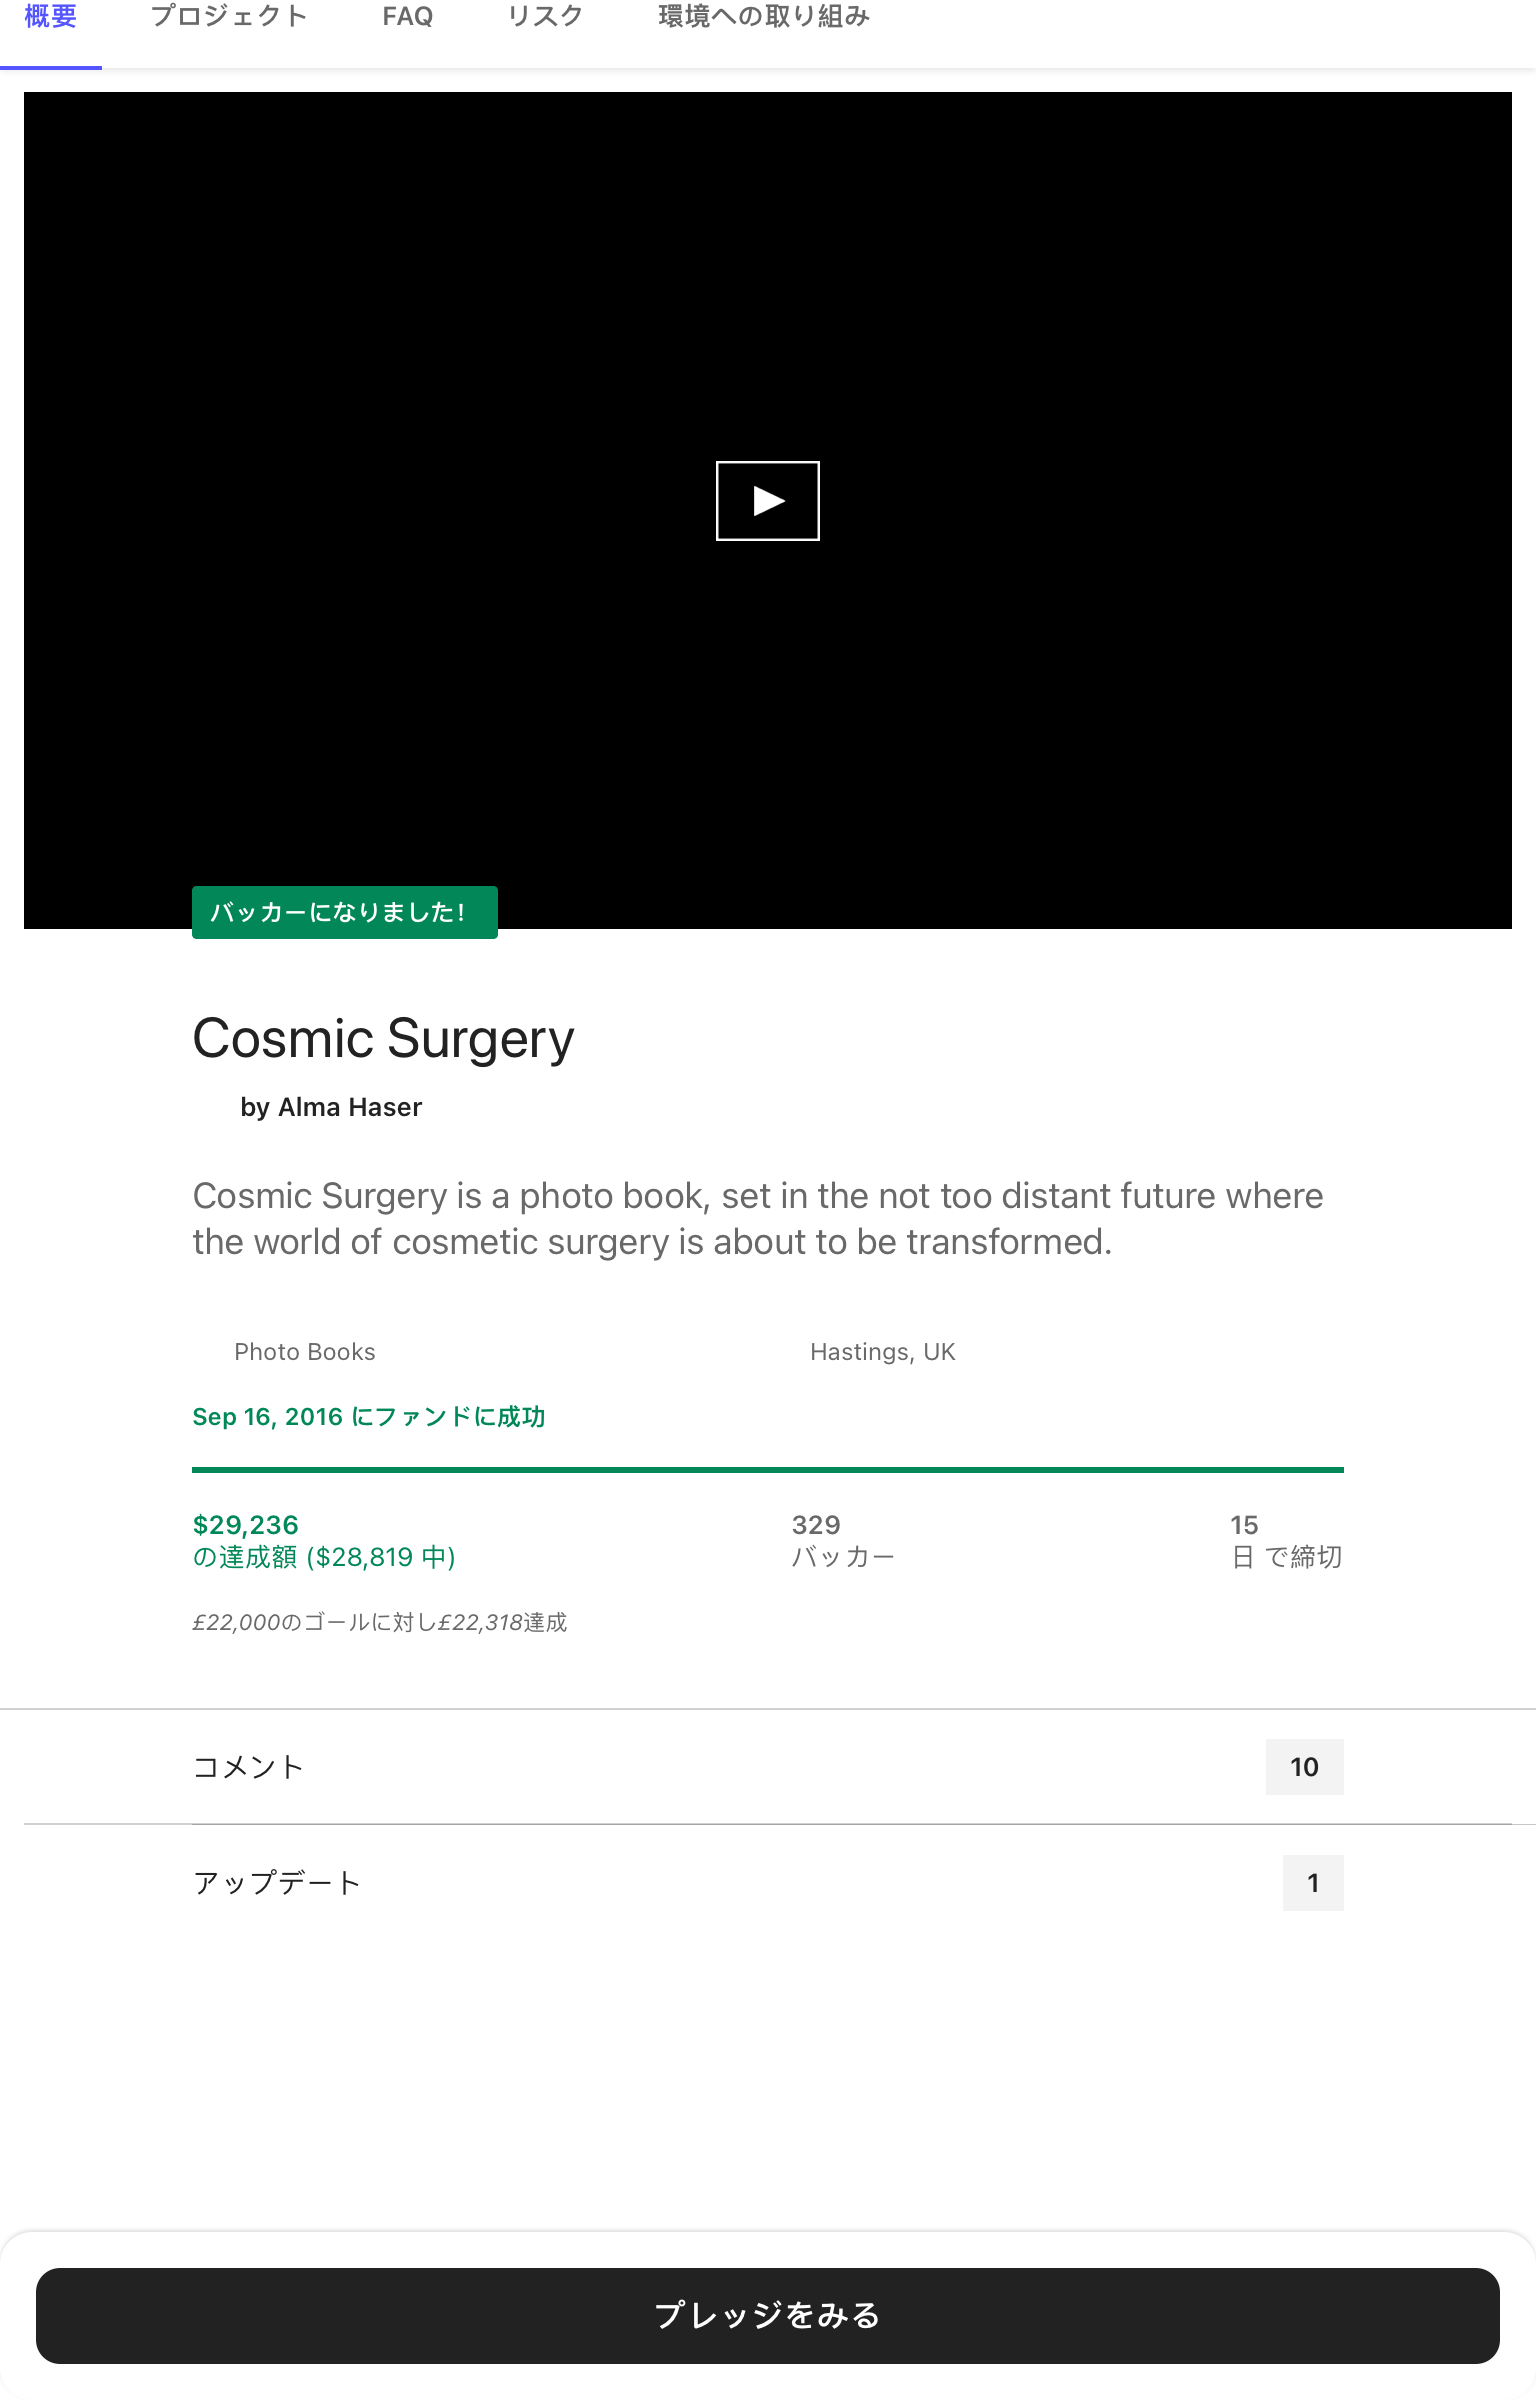 概要 プロジェクト FAQ リスク 環境への取り組み
バッカーになりました!
Cosmic Surgery
by Alma Haser
Cosmic Surgery is a photo book, set in the not too distant future where
the world of cosmetic surgery is about to be transformed.
Photo Books Hastings, UK
Sep 16, 2016 にファンドに成功
$29,236 329 15
の達成額 ($28,819 中) バッカー 日 で締切
£22,000のゴールに対し£22,318達成
コメント 10
アップデート 1
プレッジをみる